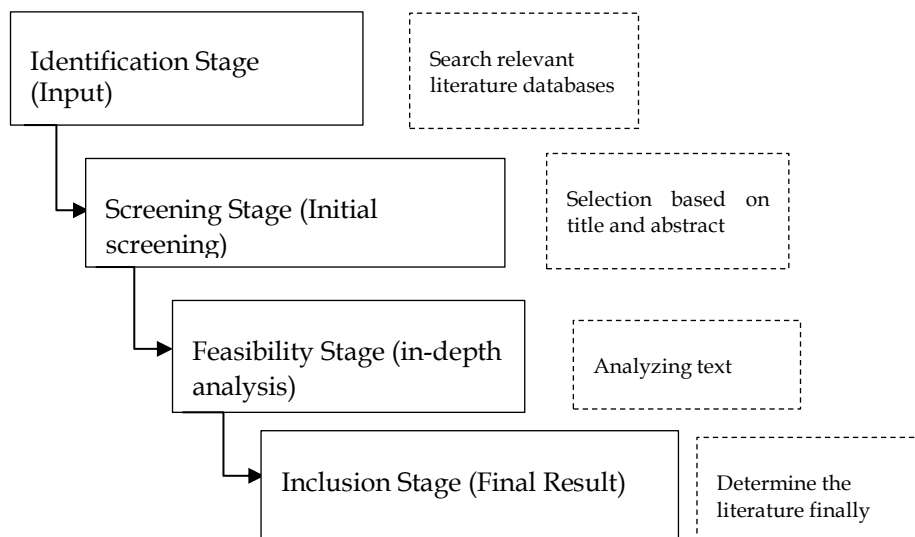 Identification Stage
(Input)
Search relevant
literature databases
Screening Stage (Initial
screening)
Selection based on
title and abstract
Feasibility Stage (in-depth
analysis)
Analyzing text
Inclusion Stage (Final Result)
Determine the
literature finally